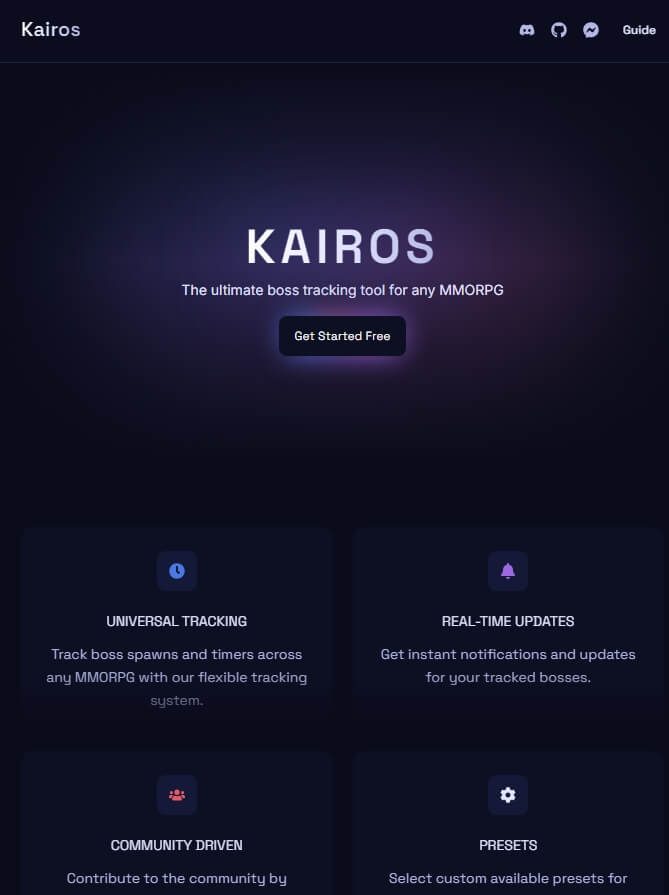 Kairos
Guide
KAIROS
The ultimate boss tracking tool for any MMORPG
Get Started Free
UNIVERSAL TRACKING
Track boss spawns and timers across
any MMORPG with our flexible tracking
system.
REAL-TIME UPDATES
Get instant notifications and updates
for your tracked bosses.
COMMUNITY DRIVEN
Contribute to the community by
PRESETS
Select custom available presets for